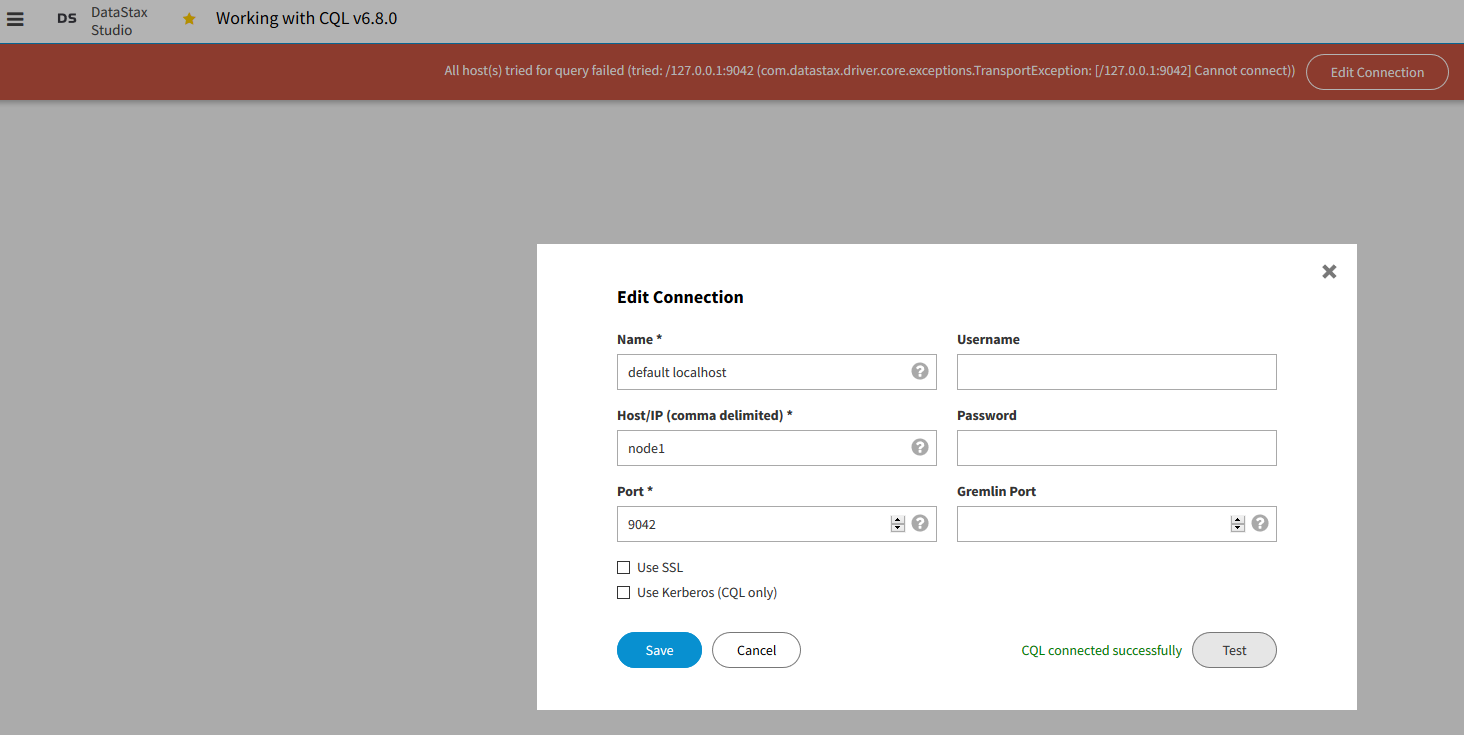 DS
DataStax
Studio
Working with CQL v6.8.0
All host(s) tried for query failed (tried: /127.0.0.1:9042 (com.datastax.driver.core.exceptions.TransportException: [/127.0.0.1:9042] Cannot connect))
Edit Connection
Edit Connection
Name *
Username
default localhost
Host/IP (comma delimited) *
Password
node1
Port *
Gremlin Port
9042
Use SSL
Use Kerberos (CQL only)
Save
Cancel
CQL connected successfully
Test